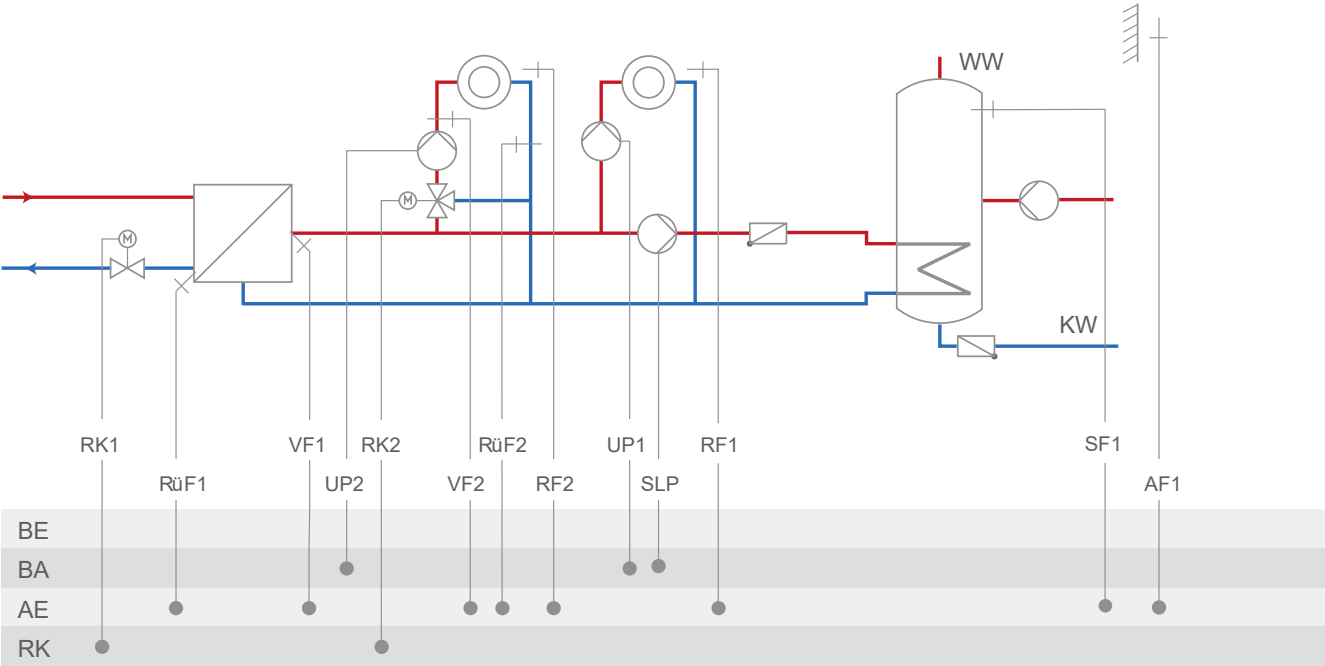 WW
M
M
KW
RK1 VF1 RK2 RüF2 UP1 RF1 SF1
RüF1 UP2 VF2 RF2 SLP AF1
BE
BA
AE
RK